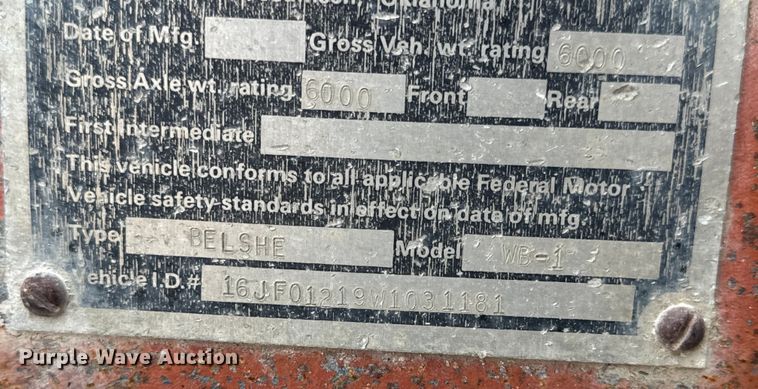 Oklahoma
Date of Mfg. Gross Veh. wt. rating 6000
Gross Axle wt. rating 6000 Front Rear
First Intermediate
This vehicle conforms to all applicable Federal Motor
Vehicle safety standards in effect on date of mfg.
Type BELSHE Model WB-1
Vehicle I.D.# 16JF01219W1031181
Purple Wave Auction